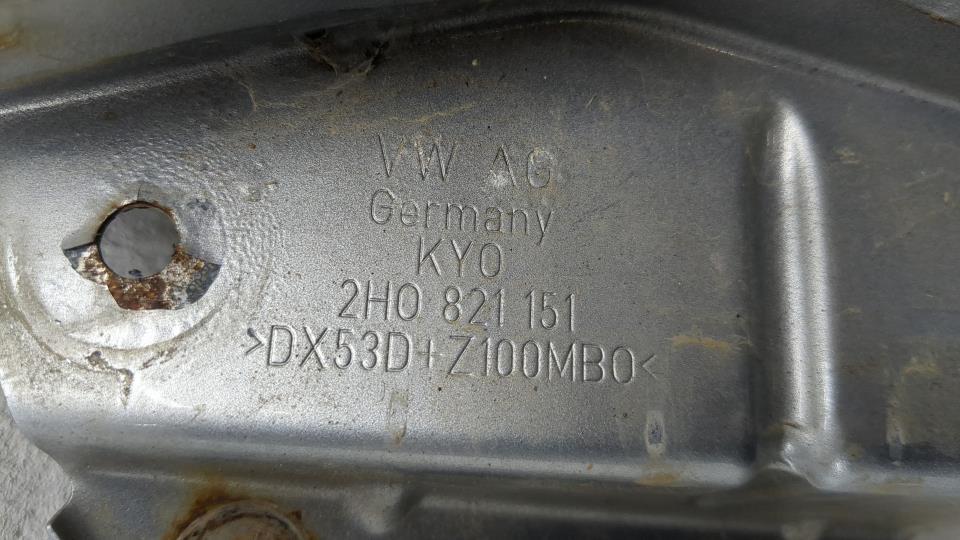 VW AG
Germany
KYO
2H0 821 151
>DX53D+Z100MBO<